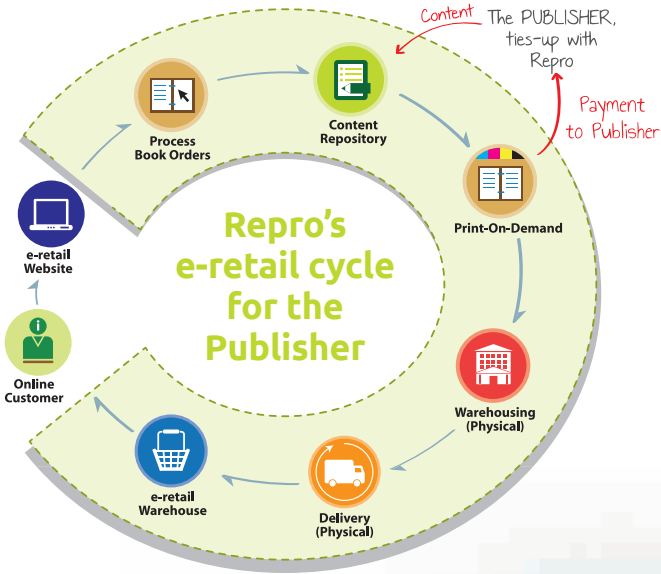 Content
The PUBLISHER,
ties-up with
Repro
Payment
to Publisher
Process
Book Orders
Content
Repository
Print-On-Demand
e-retail
Website
Repro's
e-retail cycle
for the
Publisher
Online
Customer
Warehousing
(Physical)
e-retail
Warehouse
Delivery
(Physical)